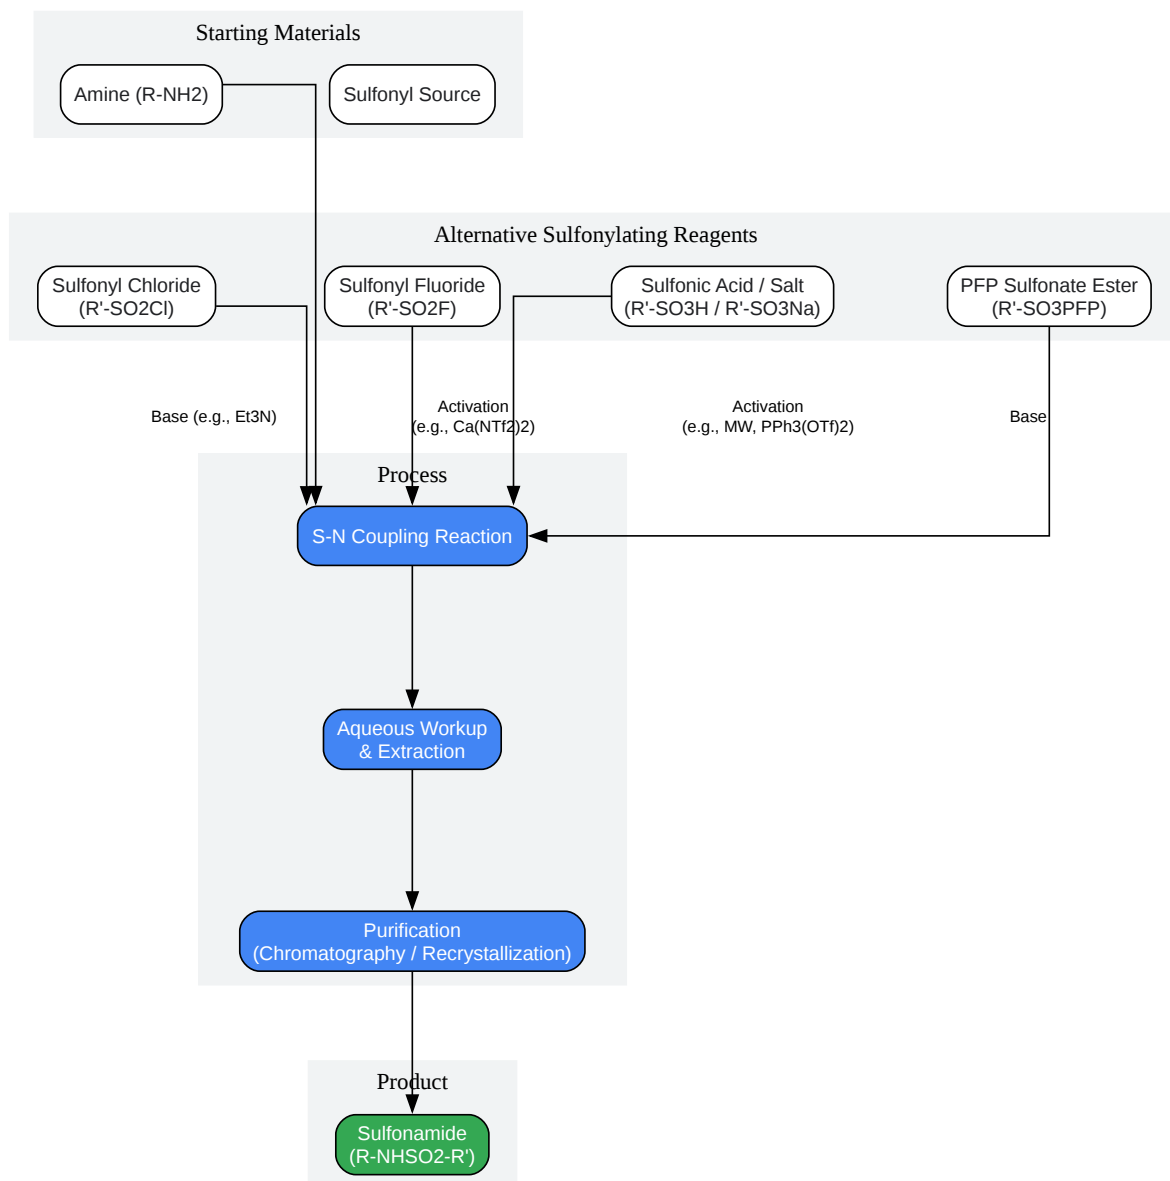 Starting Materials
Amine (R-NH2)
Sulfonyl Source
Alternative Sulfonylating Reagents
Sulfonyl Chloride
(R'-SO2Cl)
Sulfonyl Fluoride
(R'-SO2F)
Sulfonic Acid / Salt
(R'-SO3H / R'-SO3Na)
PFP Sulfonate Ester
(R'-SO3PFP)
Base (e.g., Et3N)
Activation
(e.g., Ca(NTf2)2)
Activation
(e.g., MW, PPh3(OTf)2)
Base
Process
S-N Coupling Reaction
Aqueous Workup
& Extraction
Purification
(Chromatography / Recrystallization)
Product
Sulfonamide
(R-NHSO2-R')